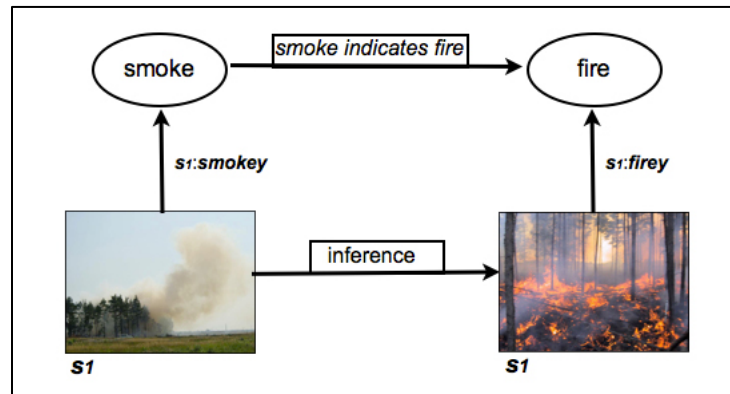 smoke indicates fire
smoke
fire
s1:smokey
s1:firey
inference
s1
s1